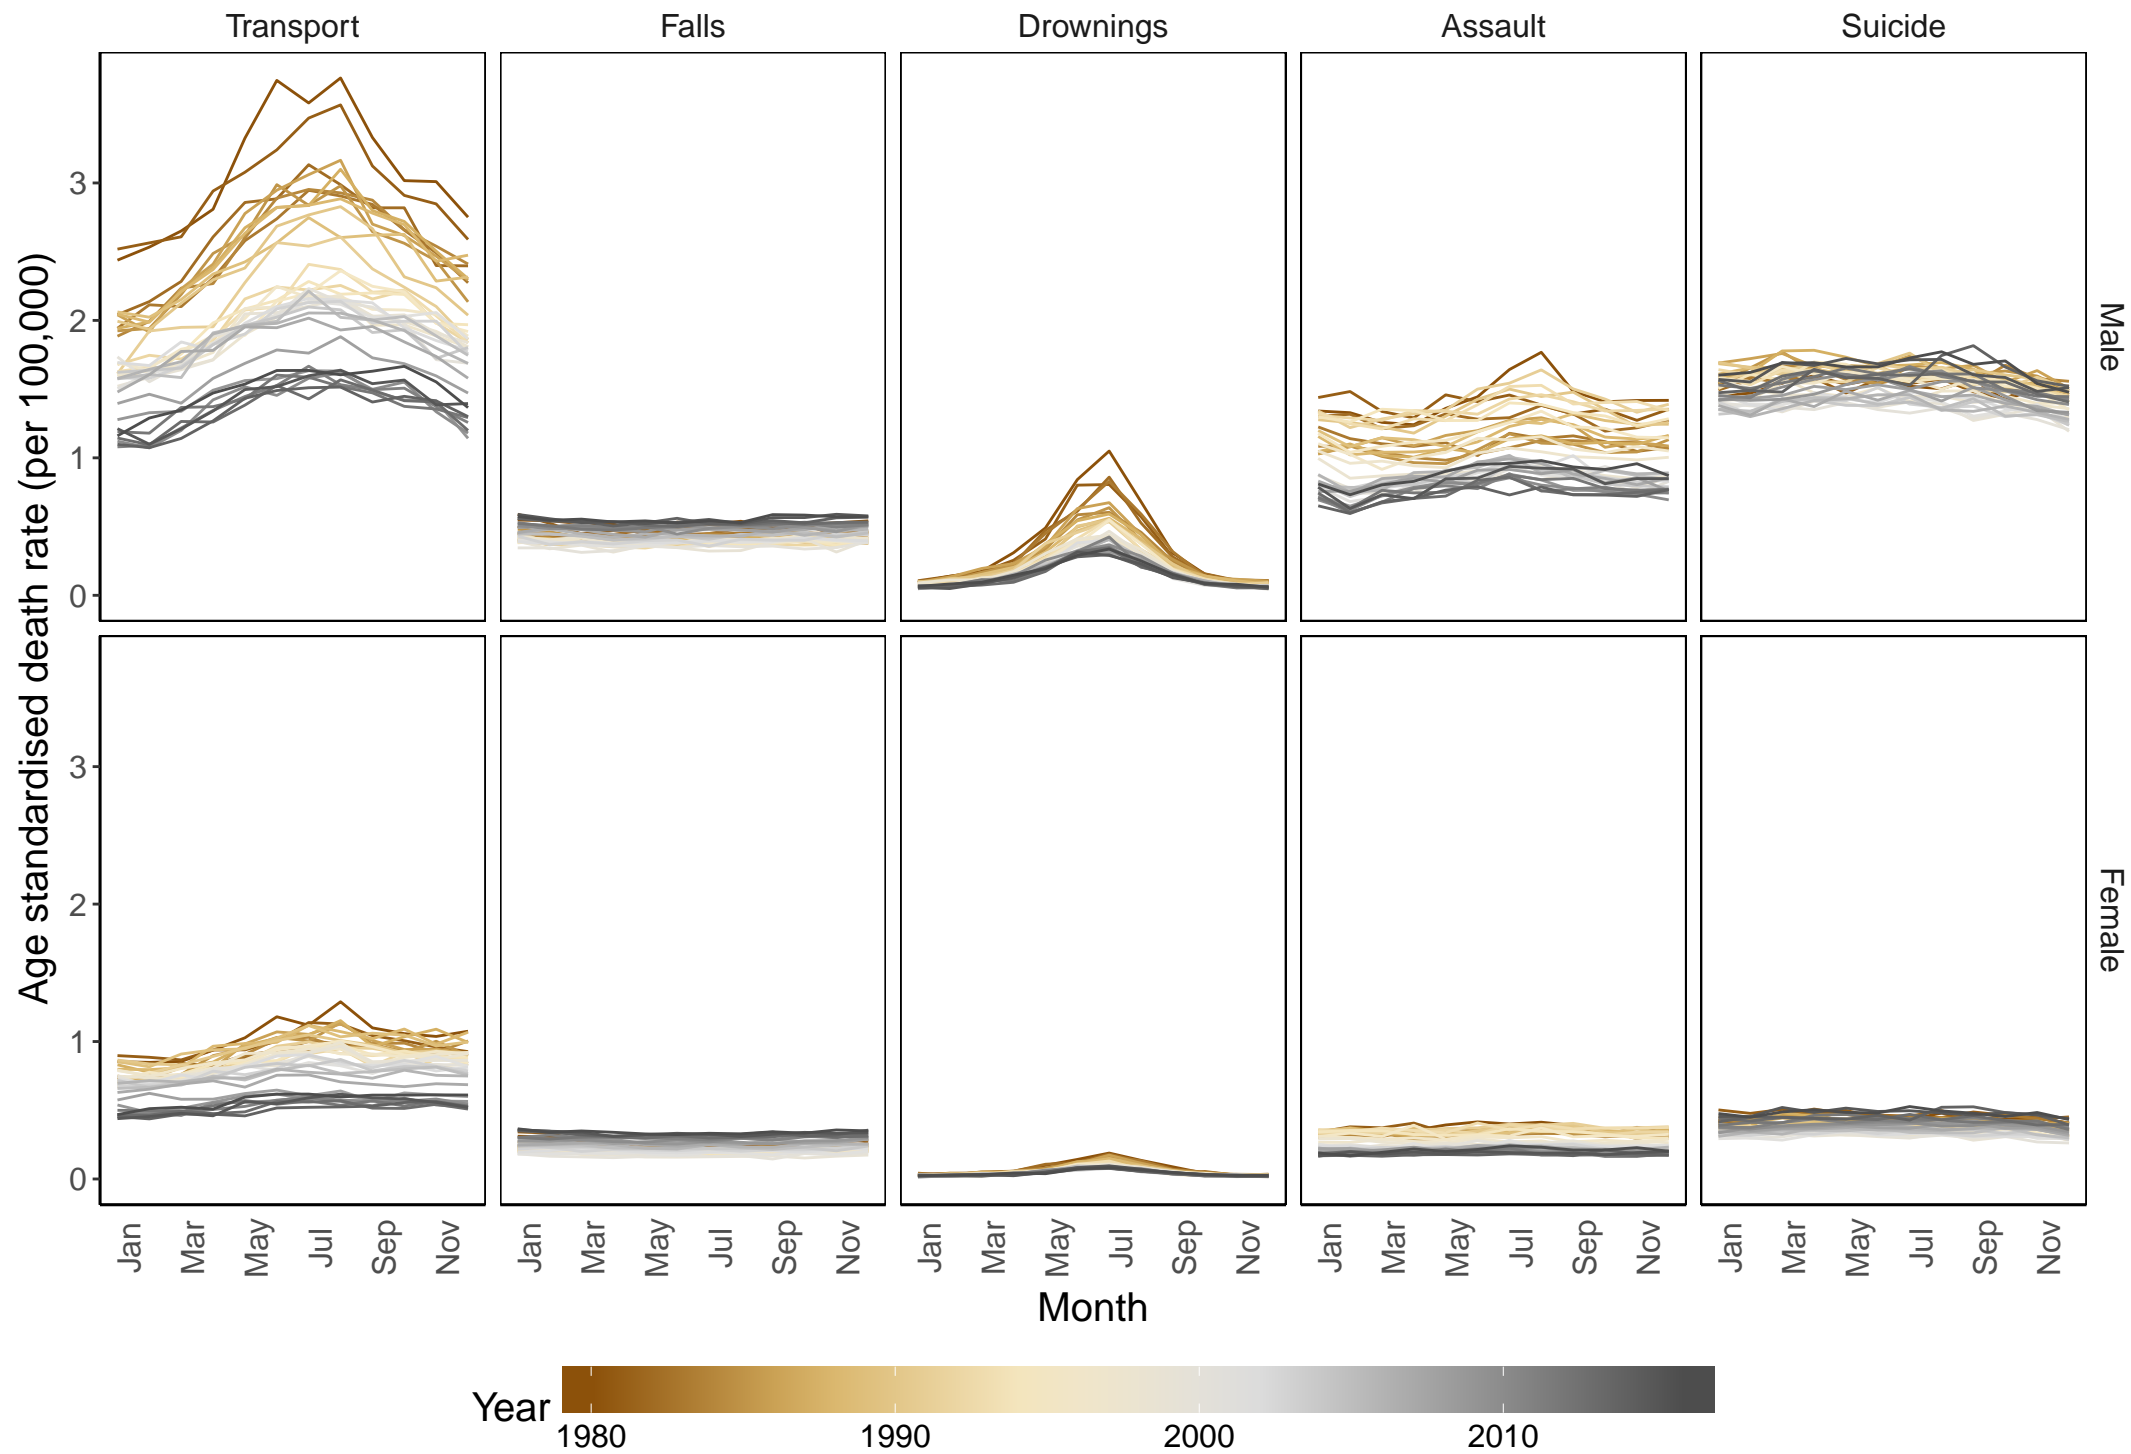 Transport Falls Drownings Assault Suicide
Age standardised death rate (per 100,000)
3
2
1
0
Male
3
2
1
0
Female
Jan Mar May Jul Sep Nov Jan Mar May Jul Sep Nov Jan Mar May Jul Sep Nov Jan Mar May Jul Sep Nov Jan Mar May Jul Sep Nov
Month
Year
1980 1990 2000 2010